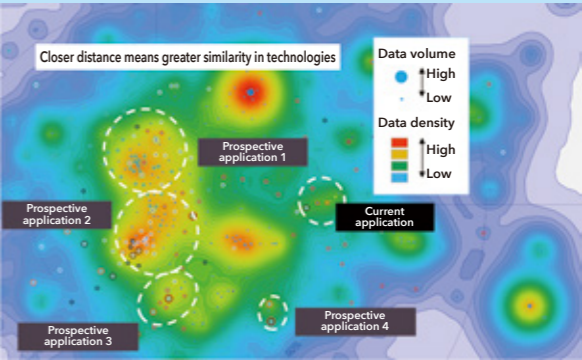 Closer distance means greater similarity in technologies
Data volume
High
Low
Data density
High
Low
Prospective
application 1
Prospective
application 2
Current
application
Prospective
application 3
Prospective
application 4